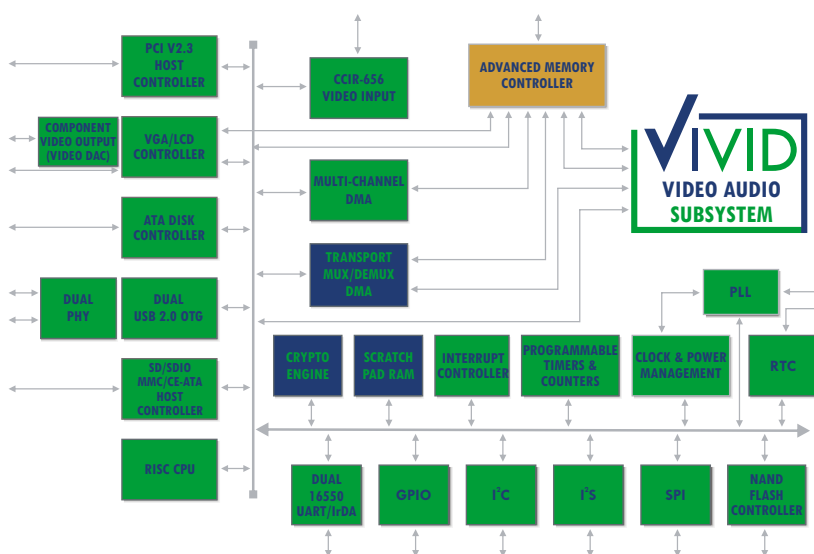 PCI V2.3
HOST
CONTROLLER
CCIR-656
VIDEO INPUT
ADVANCED MEMORY
CONTROLLER
COMPONENT
VIDEO OUTPUT
(VIDEO DAC)
VGA/LCD
CONTROLLER
VIVID
VIDEO AUDIO
SUBSYSTEM
MULTI-CHANNEL
DMA
ATA DISK
CONTROLLER
TRANSPORT
MUX/DEMUX
DMA
DUAL
PHY
DUAL
USB 2.0 OTG
PLL
CRYPTO
ENGINE
SCRATCH
PAD RAM
INTERRUPT
CONTROLLER
PROGRAMMABLE
TIMERS &
COUNTERS
CLOCK & POWER
MANAGEMENT
RTC
SD/SDIO
MMC/CE-ATA
HOST
CONTROLLER
RISC CPU
DUAL
16550
UART/IrDA
GPIO
I²C
I²S
SPI
NAND
FLASH
CONTROLLER